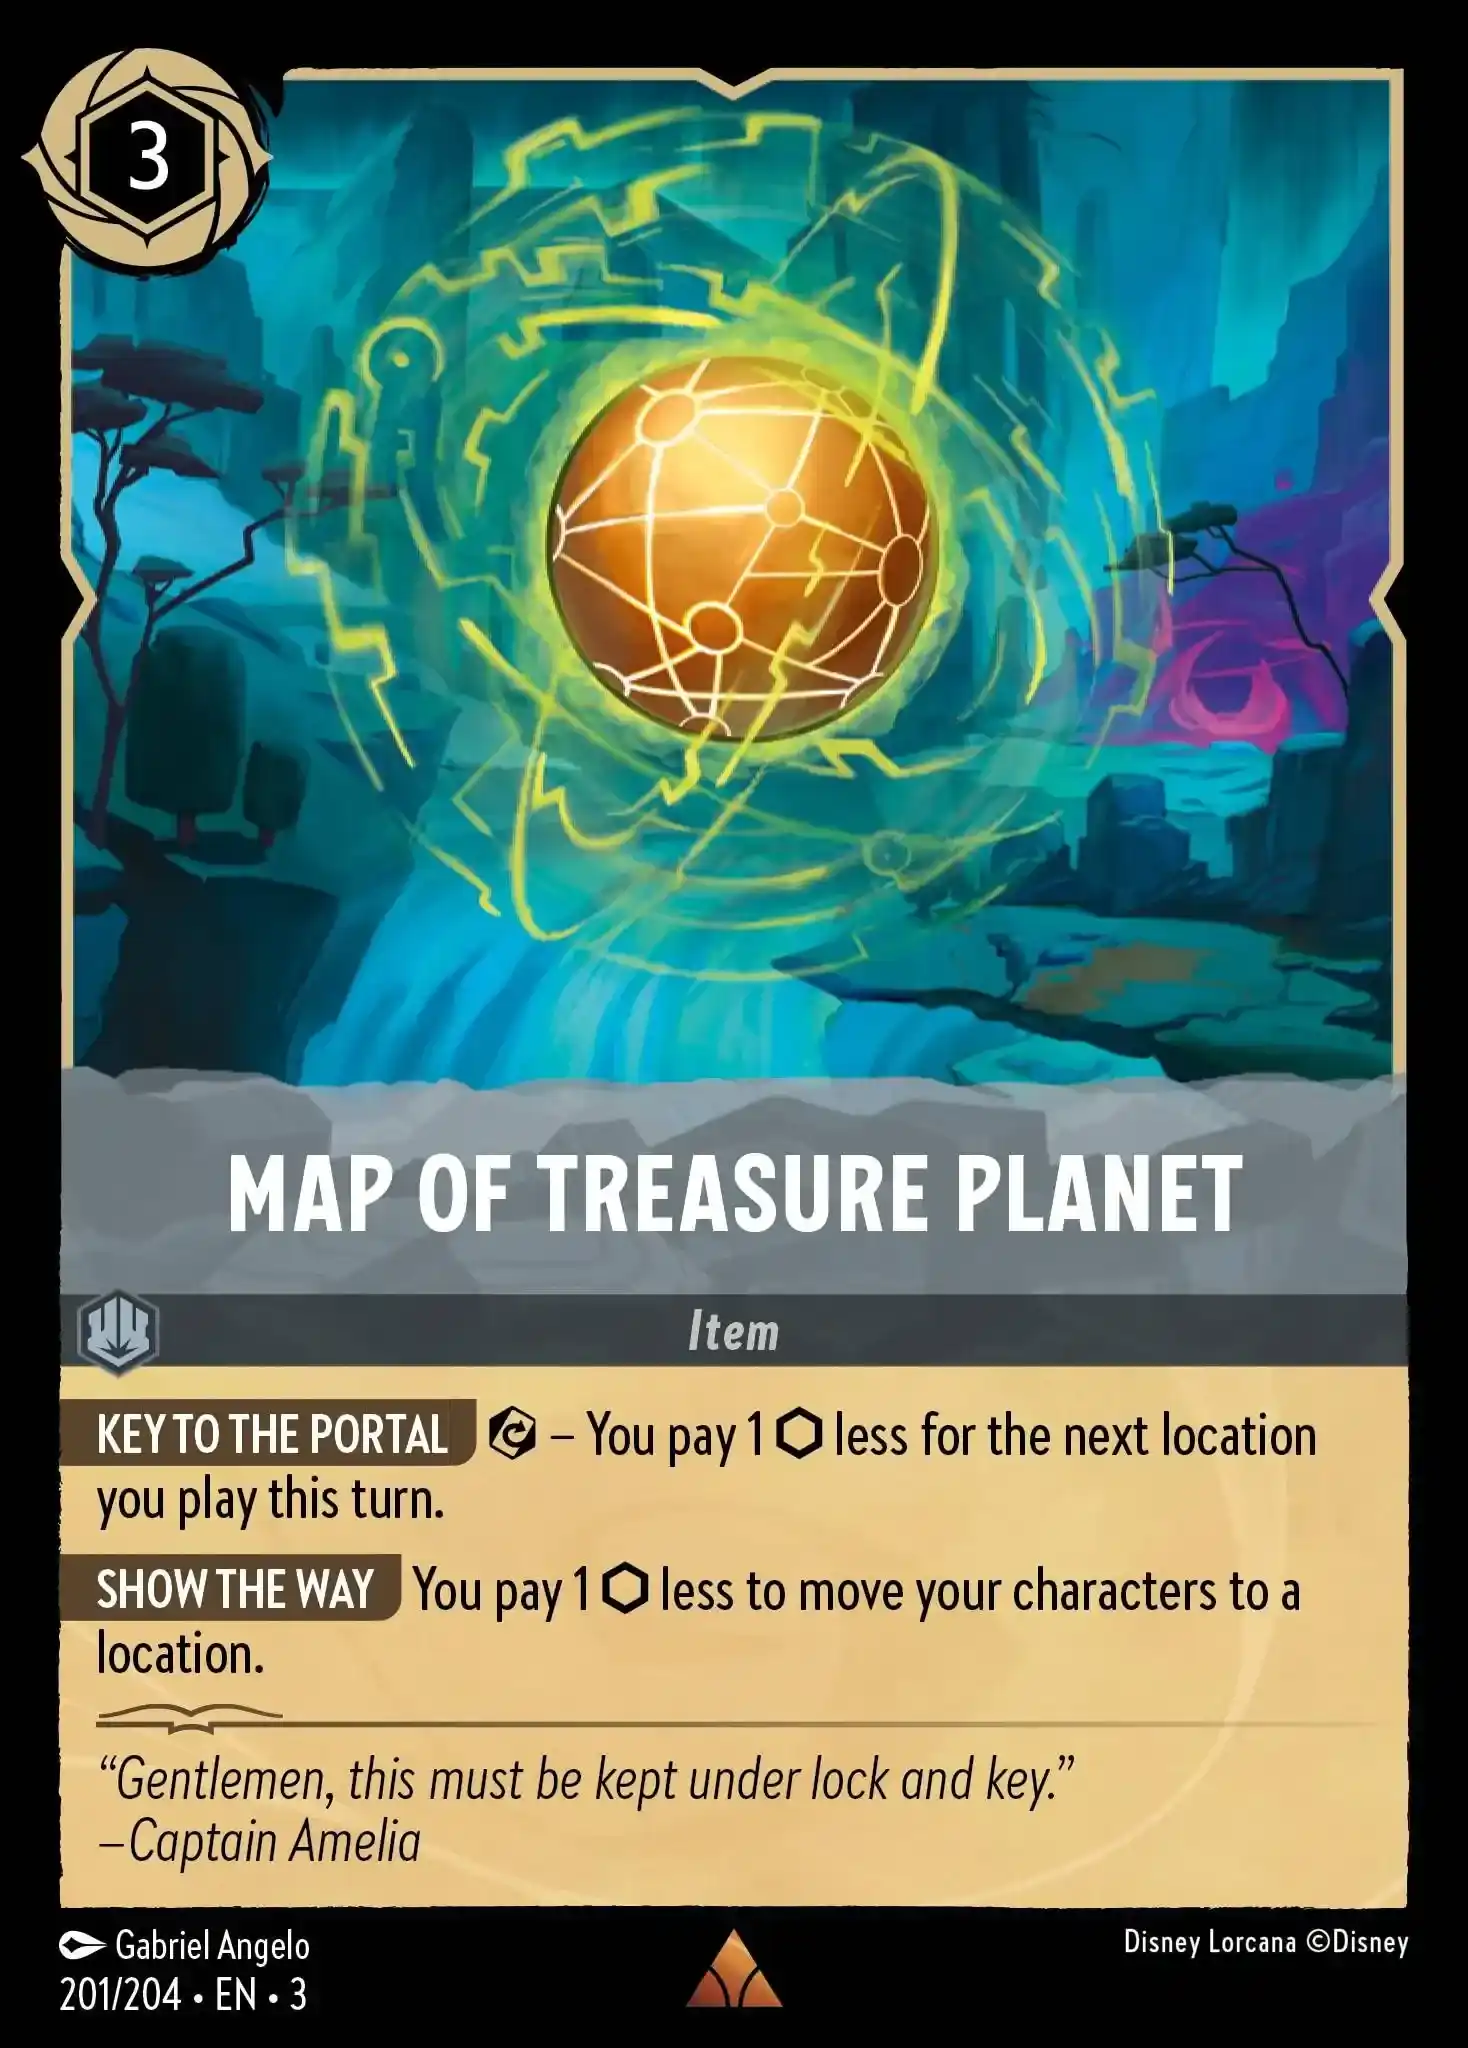 3
MAP OF TREASURE PLANET
Item
KEY TO THE PORTAL – You pay 1 ⬡ less for the next location
you play this turn.
SHOW THE WAY You pay 1 ⬡ less to move your characters to a
location.
“Gentlemen, this must be kept under lock and key.”
–Captain Amelia
Gabriel Angelo
201/204 • EN • 3
Disney Lorcana ©Disney